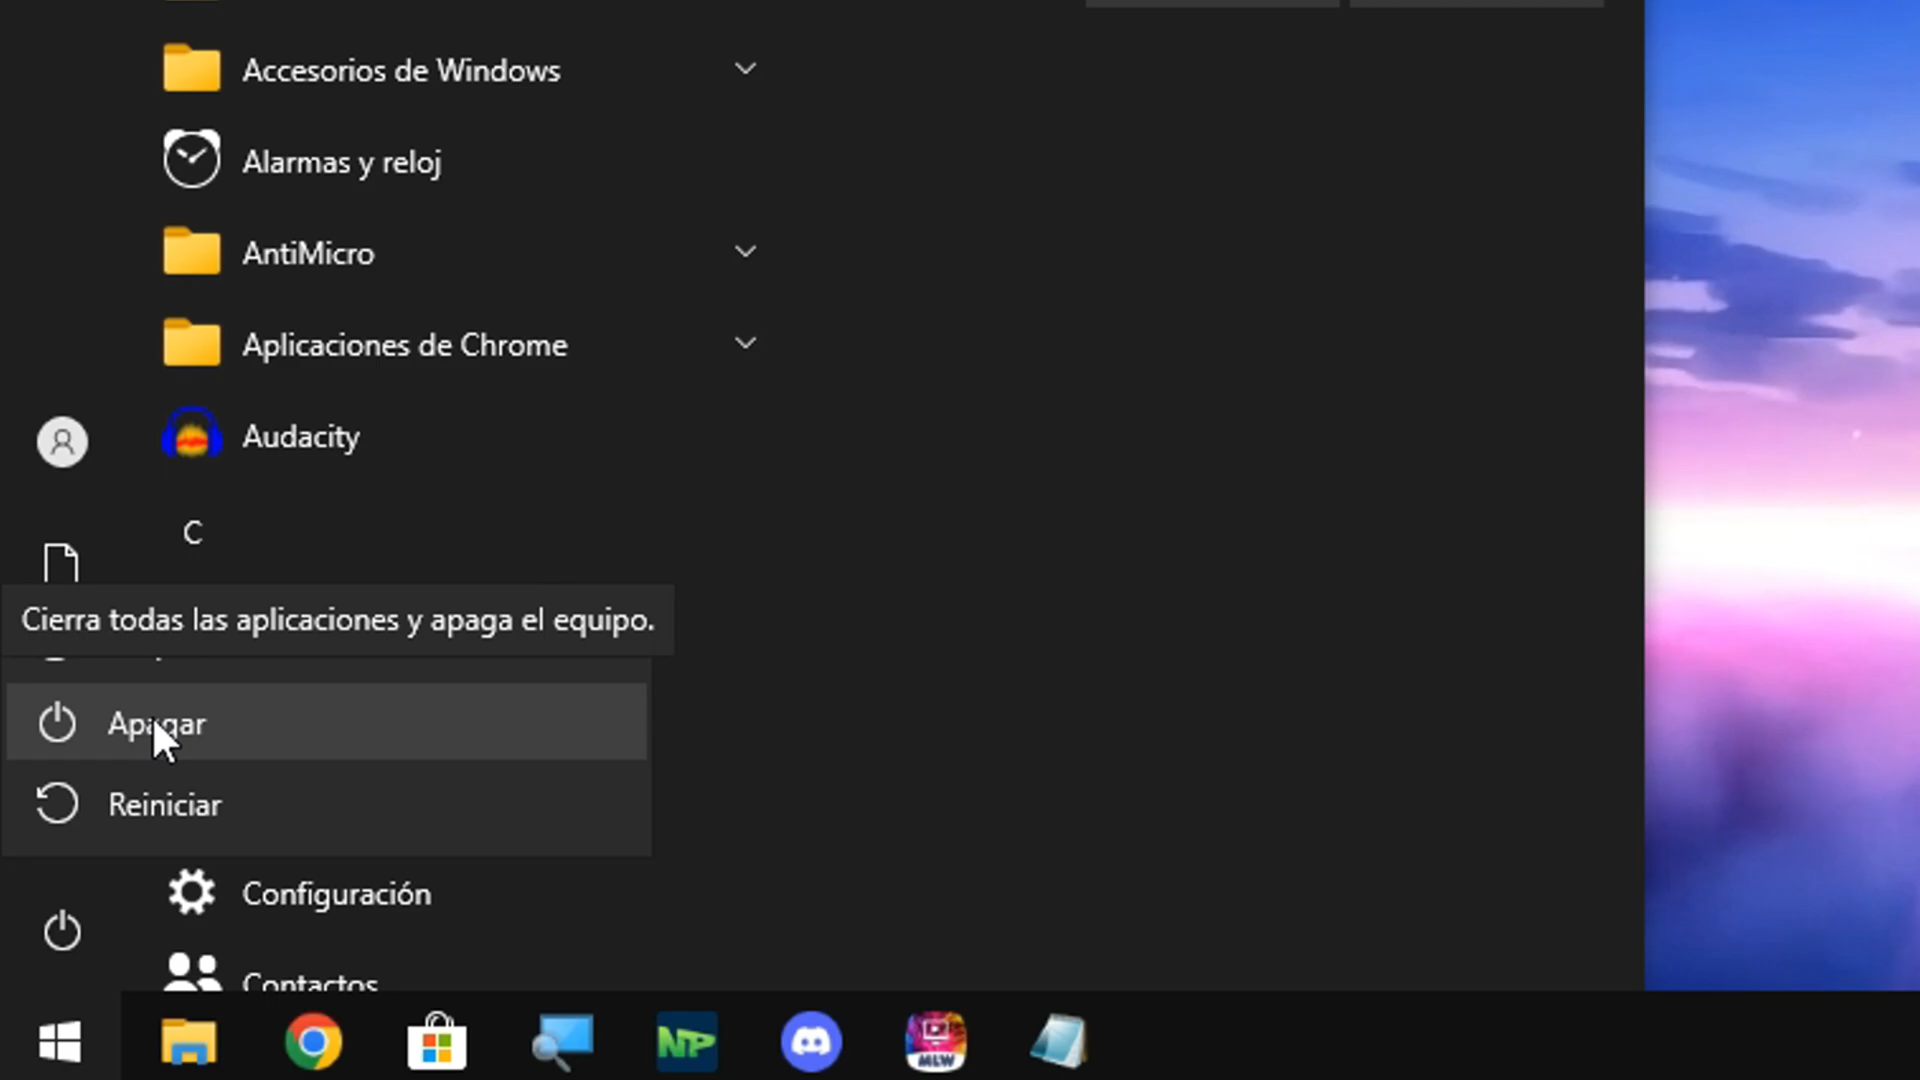 Accesorios de Windows
Alarmas y reloj
AntiMicro
Aplicaciones de Chrome
Audacity
C
Cierra todas las aplicaciones y apaga el equipo.
Apagar
Reiniciar
Configuración
Contactos
NP
MLW